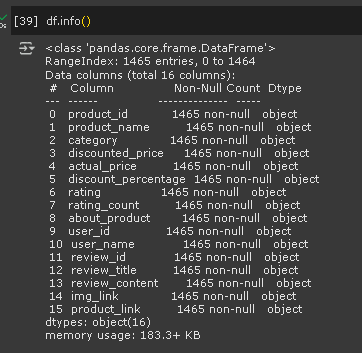 [39] df.info()
<class 'pandas.core.frame.DataFrame'>
RangeIndex: 1465 entries, 0 to 1464
Data columns (total 16 columns):
 #   Column               Non-Null Count  Dtype
---  ------               --------------  -----
 0   product_id           1465 non-null   object
 1   product_name         1465 non-null   object
 2   category             1465 non-null   object
 3   discounted_price     1465 non-null   object
 4   actual_price         1465 non-null   object
 5   discount_percentage  1465 non-null   object
 6   rating               1465 non-null   object
 7   rating_count         1465 non-null   object
 8   about_product        1465 non-null   object
 9   user_id              1465 non-null   object
 10  user_name            1465 non-null   object
 11  review_id            1465 non-null   object
 12  review_title         1465 non-null   object
 13  review_content       1465 non-null   object
 14  img_link             1465 non-null   object
 15  product_link         1465 non-null   object
dtypes: object(16)
memory usage: 183.3+ KB